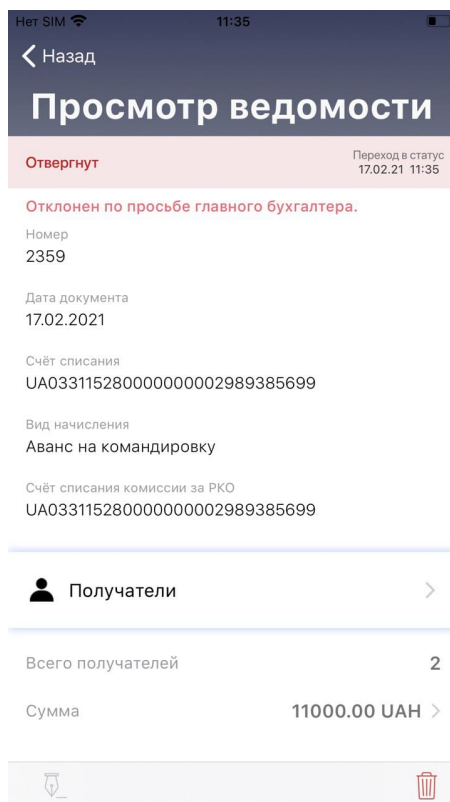 Нет SIM 11:35
Назад
Просмотр ведомости
Отвергнут
Переход в статус
17.02.21 11:35
Отклонен по просьбе главного бухгалтера.
Номер
2359
Дата документа
17.02.2021
Счёт списания
UA033115280000000002989385699
Вид начисления
Аванс на командировку
Счёт списания комиссии за РКО
UA033115280000000002989385699
Получатели
Всего получателей 2
Сумма 11000.00 UAH